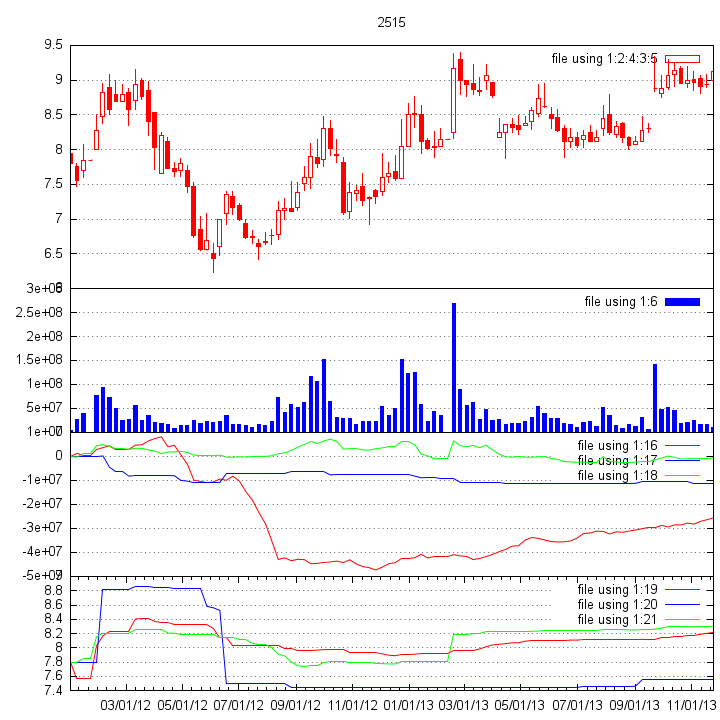 2515
9.5
file using 1:2:4:3:5
9
8.5
8
7.5
7
6.5
3e+08
file using 1:6
2.5e+08
2e+08
1.5e+08
1e+08
5e+07
1e+07
file using 1:16
0
file using 1:17
-1e+07
file using 1:18
-2e+07
-3e+07
-4e+07
-5e+07
8.8
file using 1:19
8.6
file using 1:20
8.4
file using 1:21
8.2
8
7.8
7.6
7.4
03/01/12 05/01/12 07/01/12 09/01/12 11/01/12 01/01/13 03/01/13 05/01/13 07/01/13 09/01/13 11/01/13